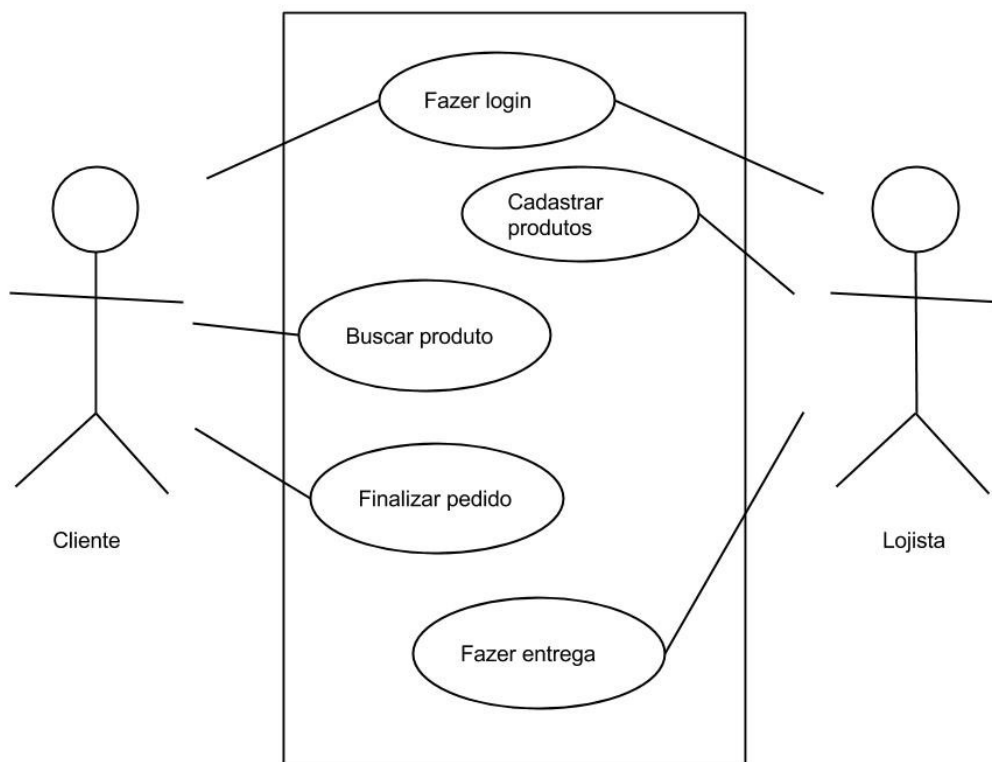 Fazer login
Cadastrar
produtos
Buscar produto
Finalizar pedido
Cliente
Lojista
Fazer entrega